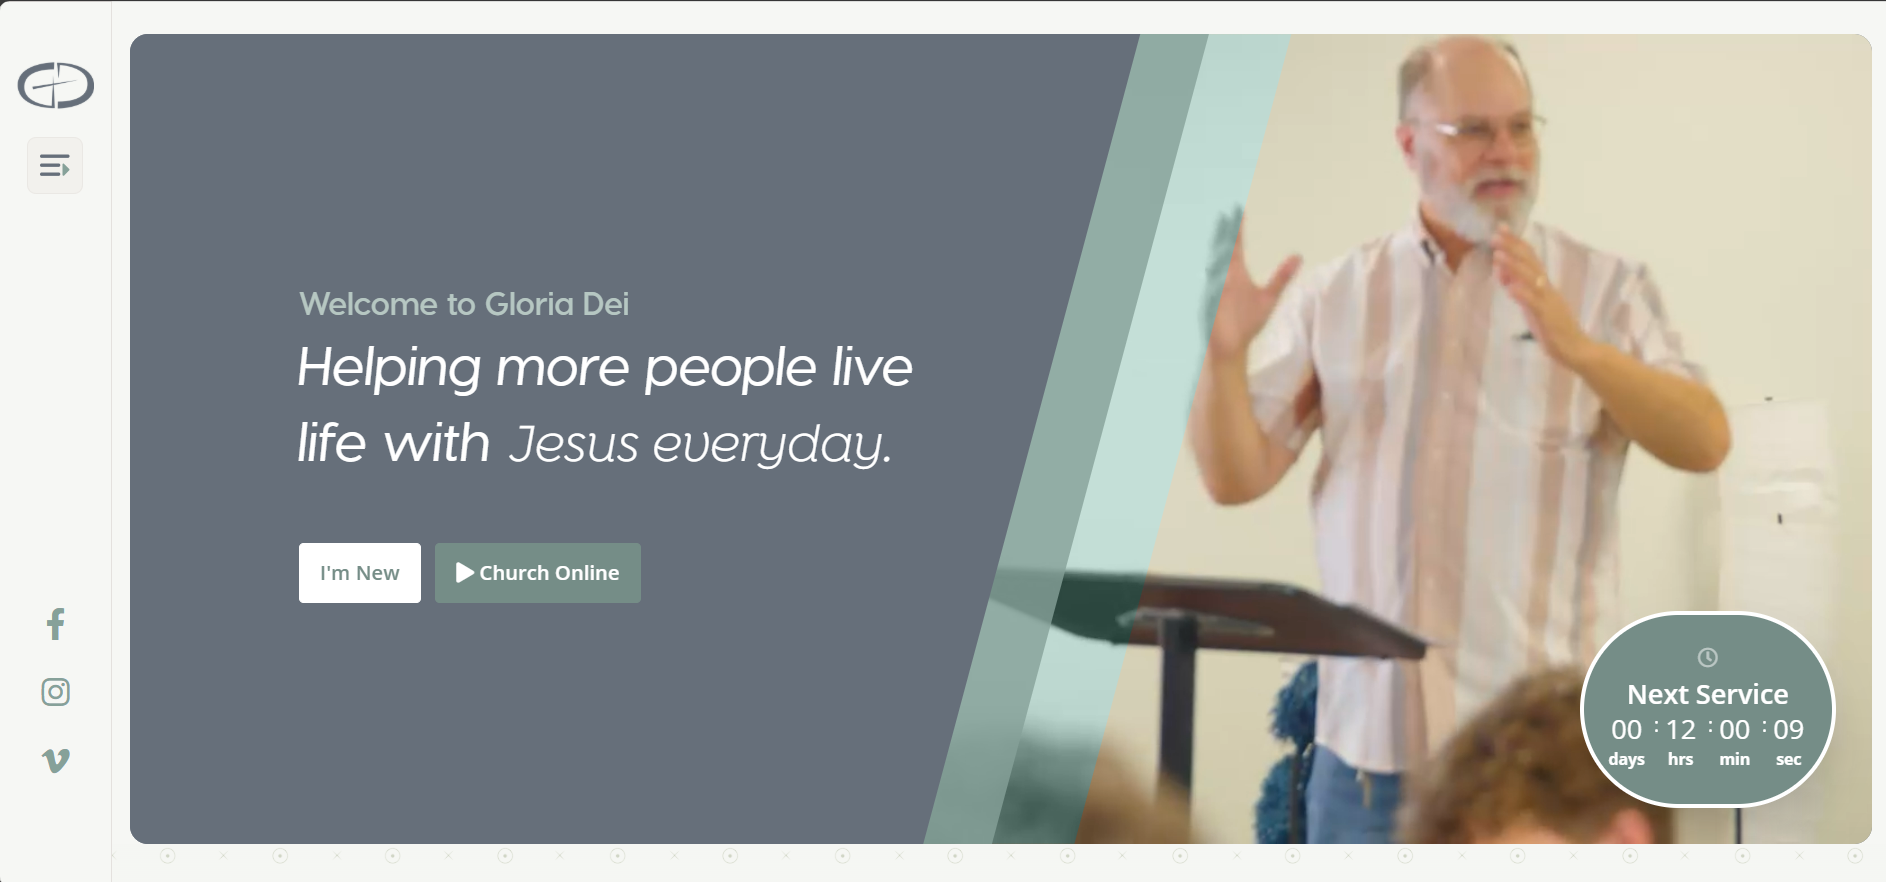 Welcome to Gloria Dei
Helping more people live
life with Jesus everyday.
I'm New
Church Online
Next Service
00 : 12 : 00 : 09
days hrs min sec